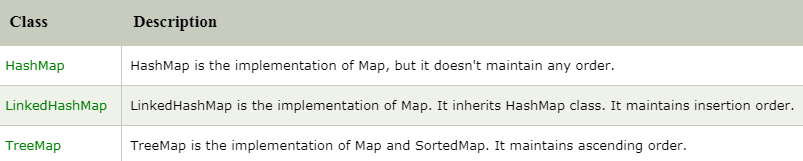 Class Description
HashMap HashMap is the implementation of Map, but it doesn't maintain any order.
LinkedHashMap LinkedHashMap is the implementation of Map. It inherits HashMap class. It maintains insertion order.
TreeMap TreeMap is the implementation of Map and SortedMap. It maintains ascending order.